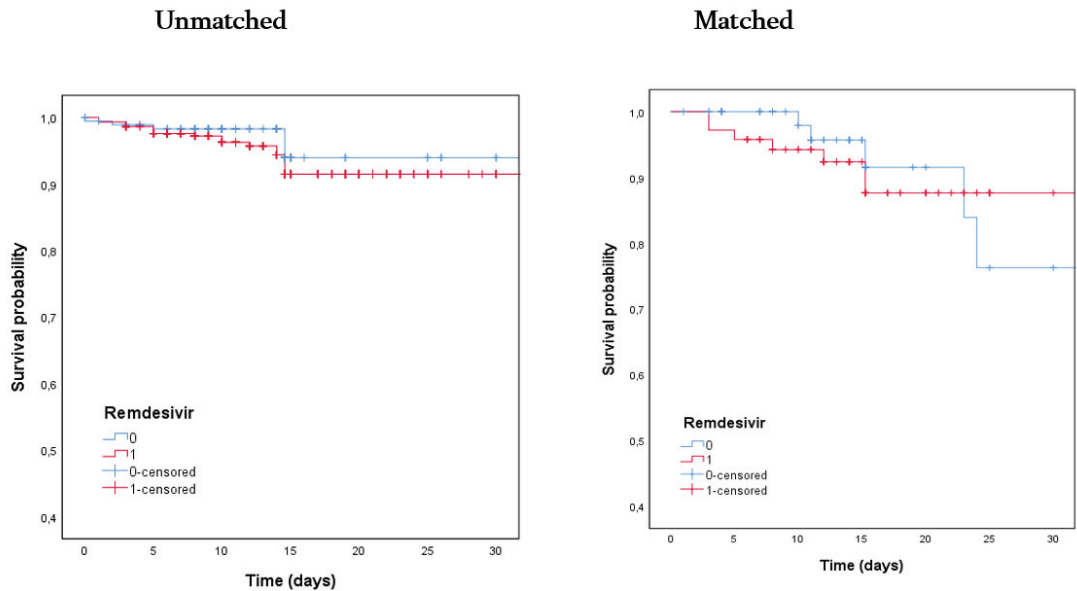 Unmatched
Matched
1,0
0,9
0,8
0,7
0,6
0,5
0,4
Survival probability
Remdesivir
0
1
0-censored
1-censored
0 5 10 15 20 25 30
Time (days)
1,0
0,9
0,8
0,7
0,6
0,5
0,4
Survival probability
Remdesivir
0
1
0-censored
1-censored
0 5 10 15 20 25 30
Time (days)